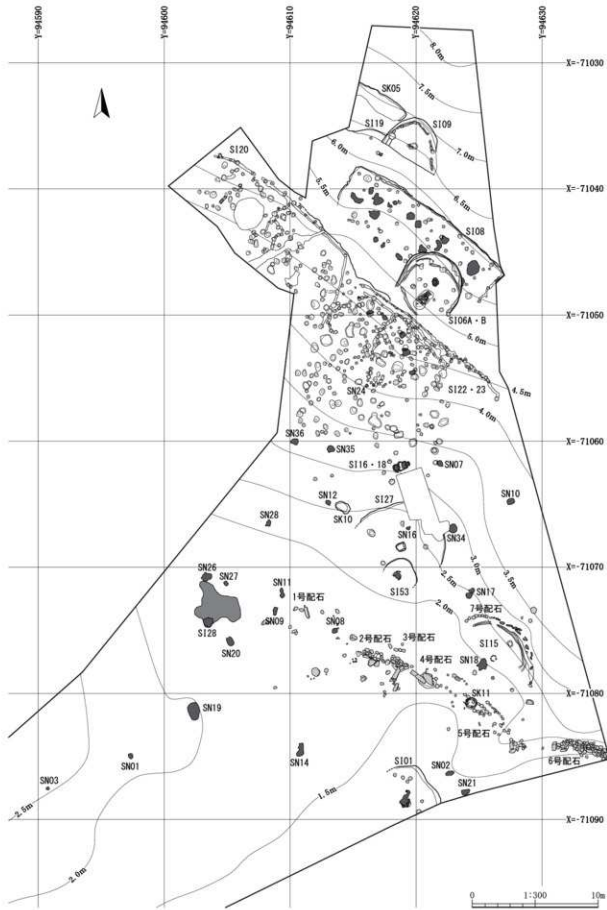 Y=94590
Y=94600
Y=94610
Y=94620
Y=94630
X=-71030
8.0m
7.5m
SK05
SI19
SI09
7.0m
6.0m
SI20
5.5m
6.5m
X=-71040
SI08
X=-71050
SI06A・B
5.0m
4.5m
SI22・23
SN24
4.0m
SN36
SN35
X=-71060
SI16・18
SN07
SN12
SI27
SN10
SK10
SN28
SN16
SN34
3.5m
3.0m
2.5m
X=-71070
SN26
SN27
SI53
SN11
SN17
1号配石
2.0m
7号配石
SN09
SN08
SI28
SN20
2号配石
3号配石
SI15
4号配石
SN18
X=-71080
SN19
SK11
5号配石
SN14
6号配石
SN01
SI01
SN02
SN03
1.5m
SN21
-2.5m
2.0m
X=-71090
0
1:300
10m